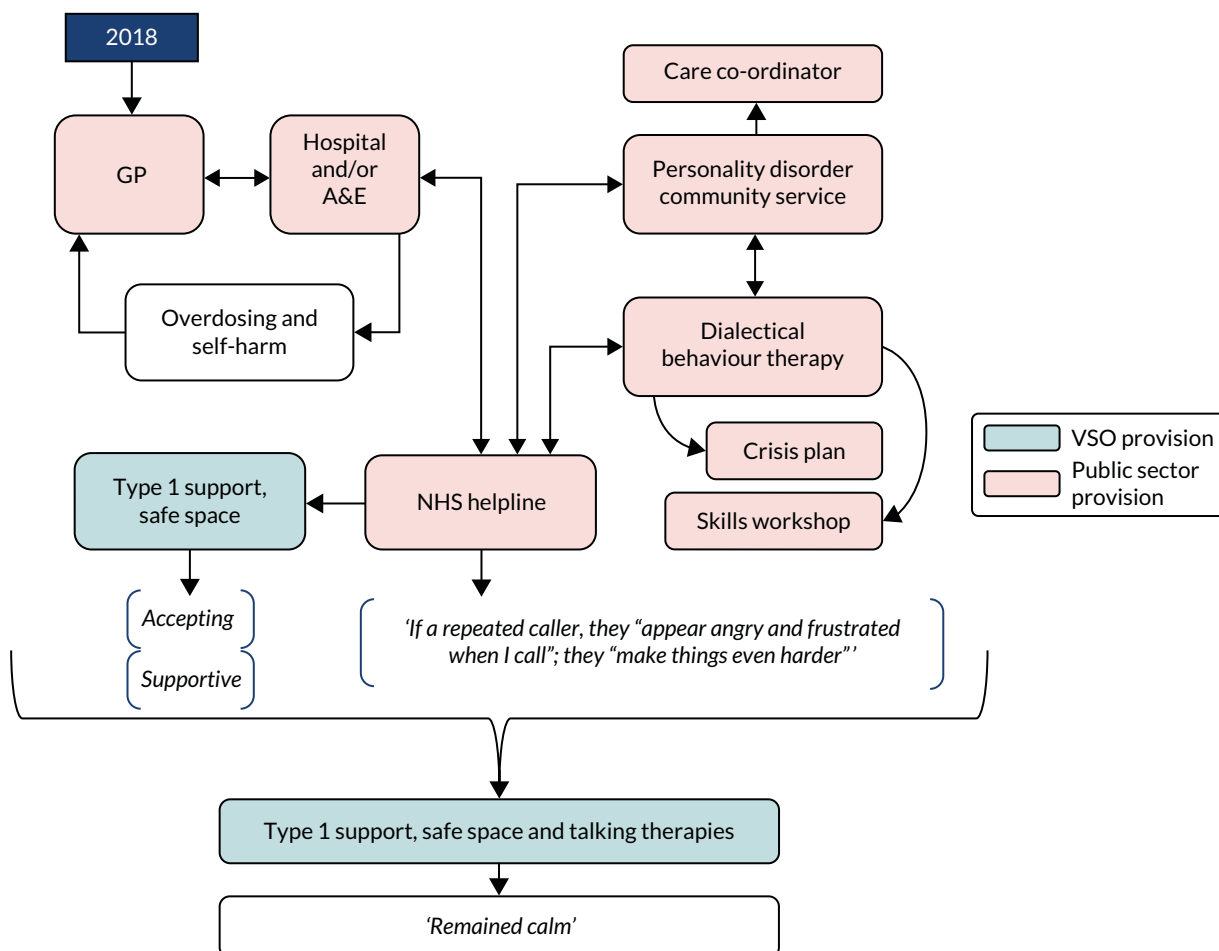 2018
GP
Hospital
and/or
A&E
Overdosing and
self-harm
Care co-ordinator
Personality disorder
community service
Dialectical
behaviour therapy
Crisis plan
Skills workshop
VSO provision
Public sector
provision
Type 1 support,
safe space
NHS helpline
Accepting
Supportive
‘If a repeated caller, they “appear angry and frustrated
when I call”; they “make things even harder”’
Type 1 support, safe space and talking therapies
‘Remained calm’